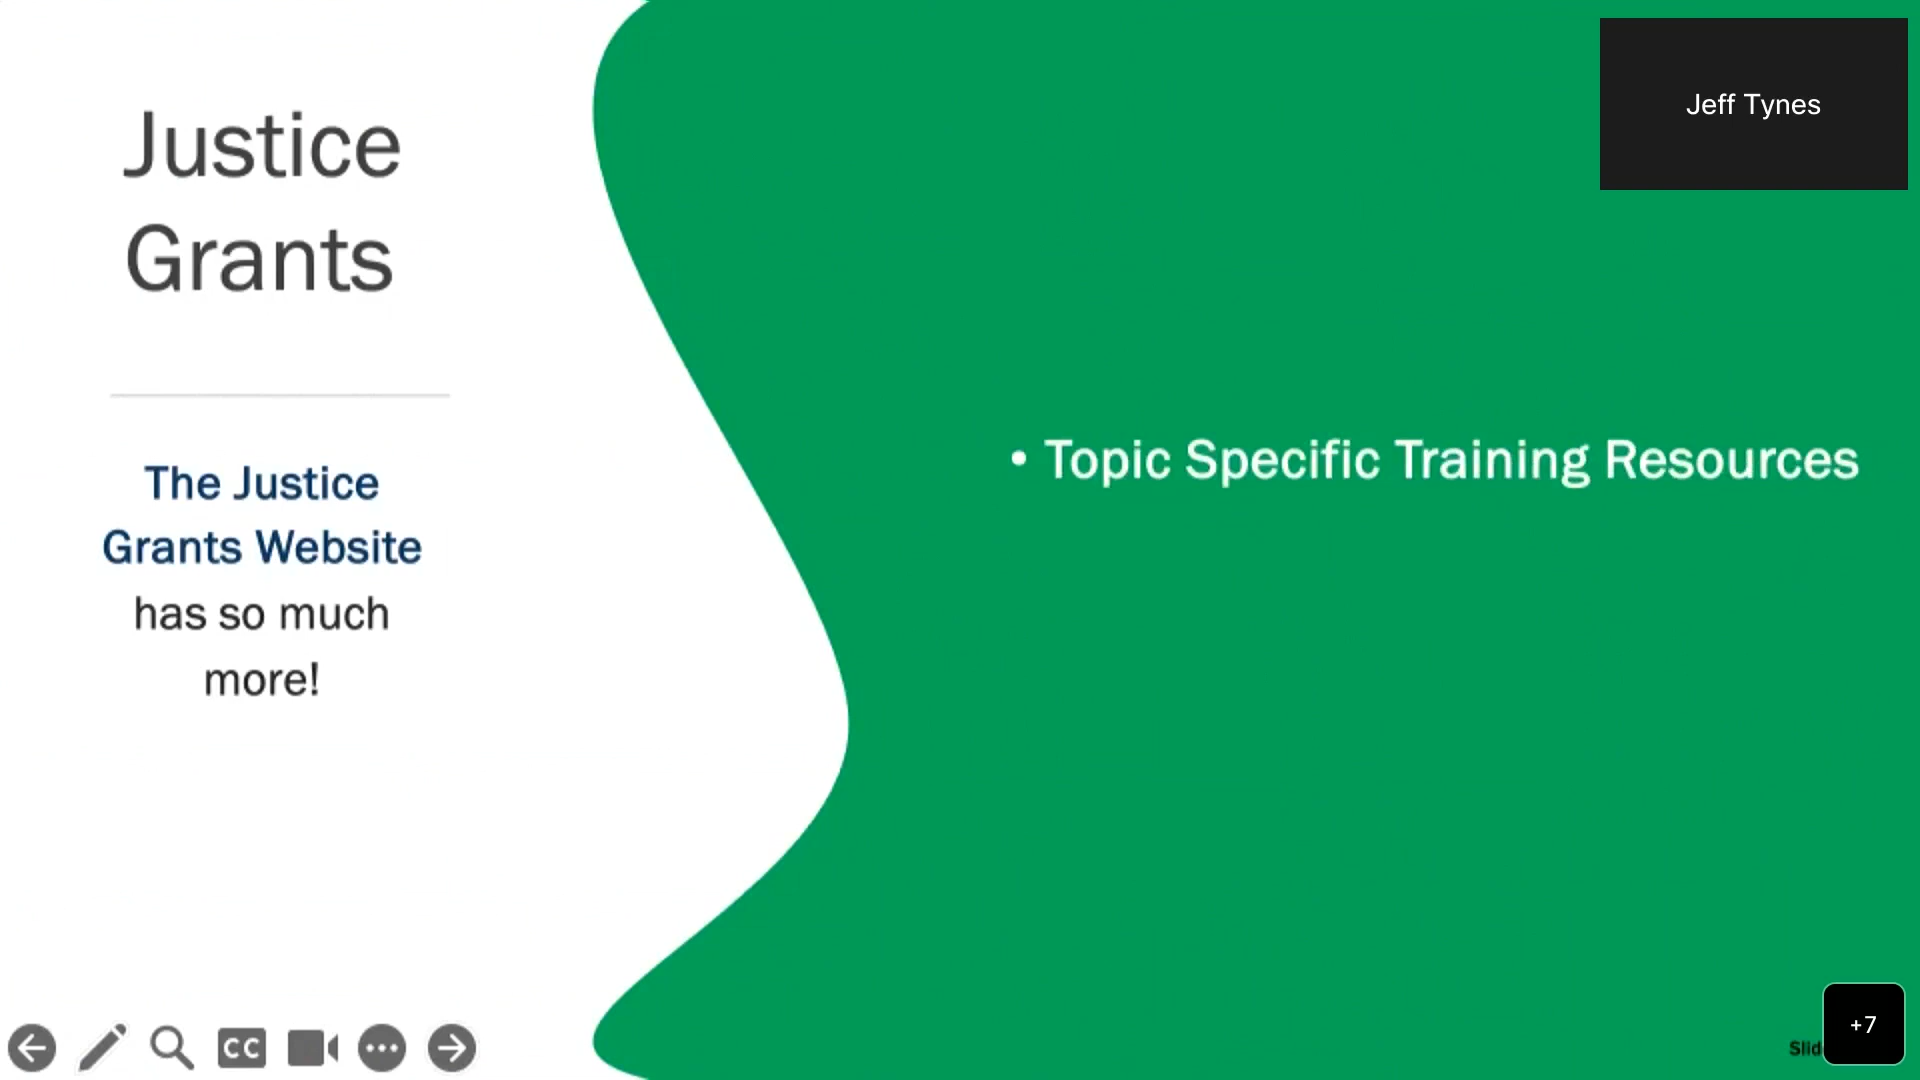 Justice
Grants
The Justice
Grants Website
has so much
more!
• Topic Specific Training Resources
Jeff Tynes
CC
+7